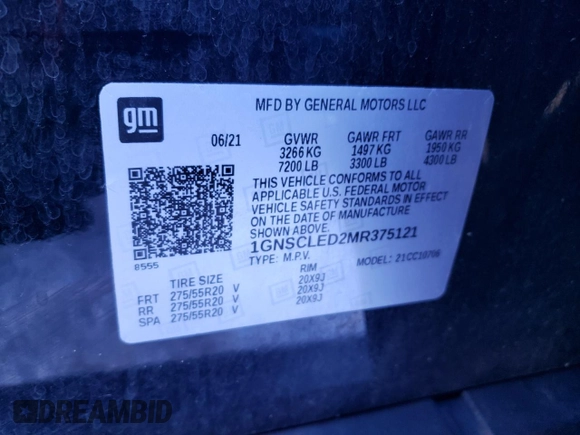 gm
MFD BY GENERAL MOTORS LLC
06/21 GVWR GAWR FRT GAWR RR
3266 KG 1497 KG 1950 KG
7200 LB 3300 LB 4300 LB
THIS VEHICLE CONFORMS TO ALL
APPLICABLE U.S. FEDERAL MOTOR
VEHICLE SAFETY STANDARDS IN EFFECT
ON THE DATE OF MANUFACTURE
SHOWN ABOVE.
1GNSCLED2MR375121
8555
TYPE: M.P.V. MODEL: 21CC10706
TIRE SIZE RIM
FRT 275/55R20 V 20X9J
RR 275/55R20 V 20X9J
SPA 275/55R20 V 20X9J
DREAMBID